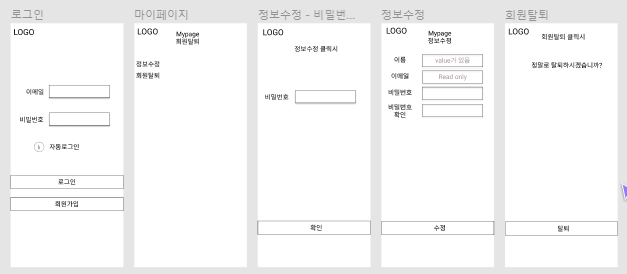 로그인
LOGO
이메일
비밀번호
자동로그인
로그인
회원가입
마이페이지
LOGO
Mypage
회원탈퇴
정보수정
회원탈퇴
정보수정 - 비밀번...
LOGO
정보수정 클릭시
비밀번호
확인
정보수정
LOGO
Mypage
정보수정
이름
value가 있음
이메일
Read only
비밀번호
비밀번호
확인
수정
회원탈퇴
LOGO
회원탈퇴 클릭시
정말로 탈퇴하시겠습니까?
탈퇴